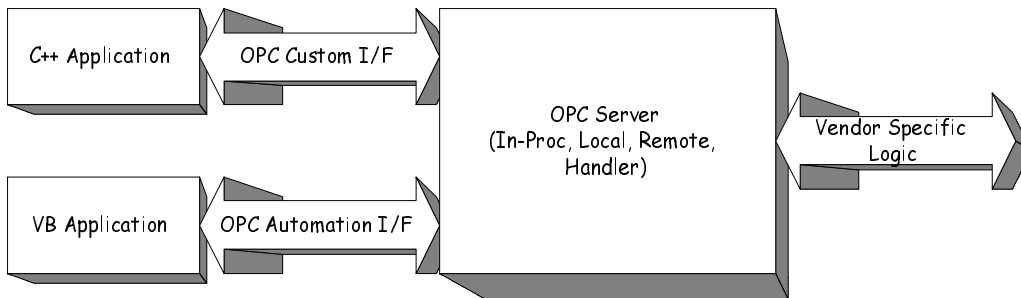 C++ Application
OPC Custom I/F
OPC Server
(In-Proc, Local, Remote,
Handler)
Vendor Specific
Logic
VB Application
OPC Automation I/F